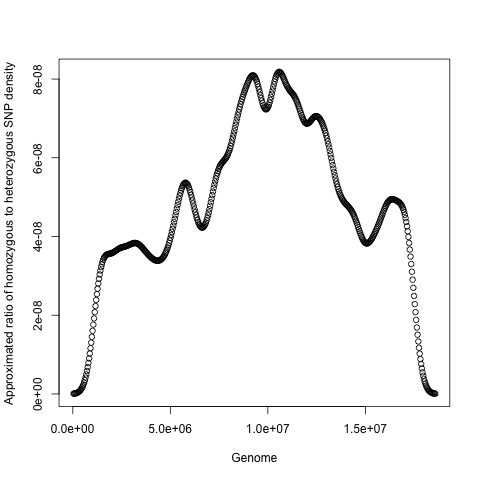 Approximated ratio of homozygous to heterozygous SNP density
8e-08
6e-08
4e-08
2e-08
0e+00
0.0e+00 5.0e+06 1.0e+07 1.5e+07
Genome